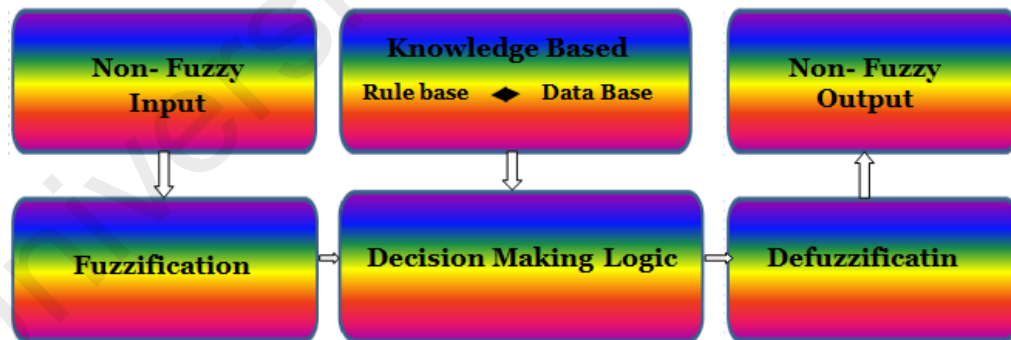 Non- Fuzzy
Input
Knowledge Based
Rule base Data Base
Non- Fuzzy
Output
Fuzzification
Decision Making Logic
Defuzzificatin